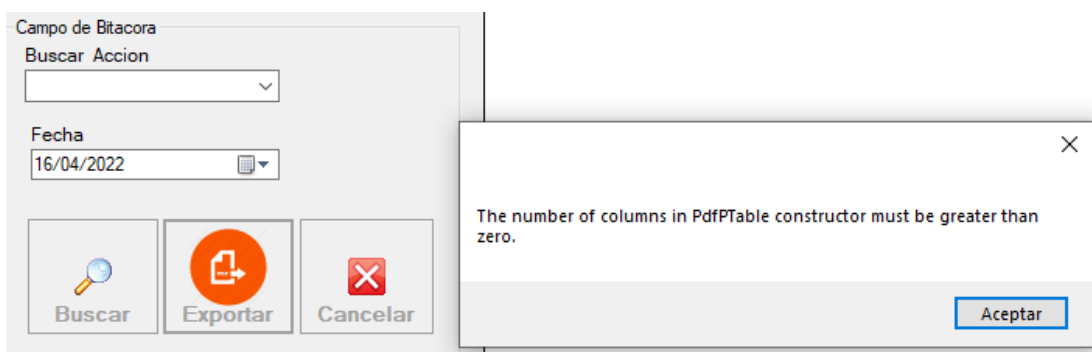 Campo de Bitacora
Buscar Accion
Fecha
16/04/2022
The number of columns in PdfPTable constructor must be greater than
zero.
PDF
Buscar
Exportar
Cancelar
Aceptar